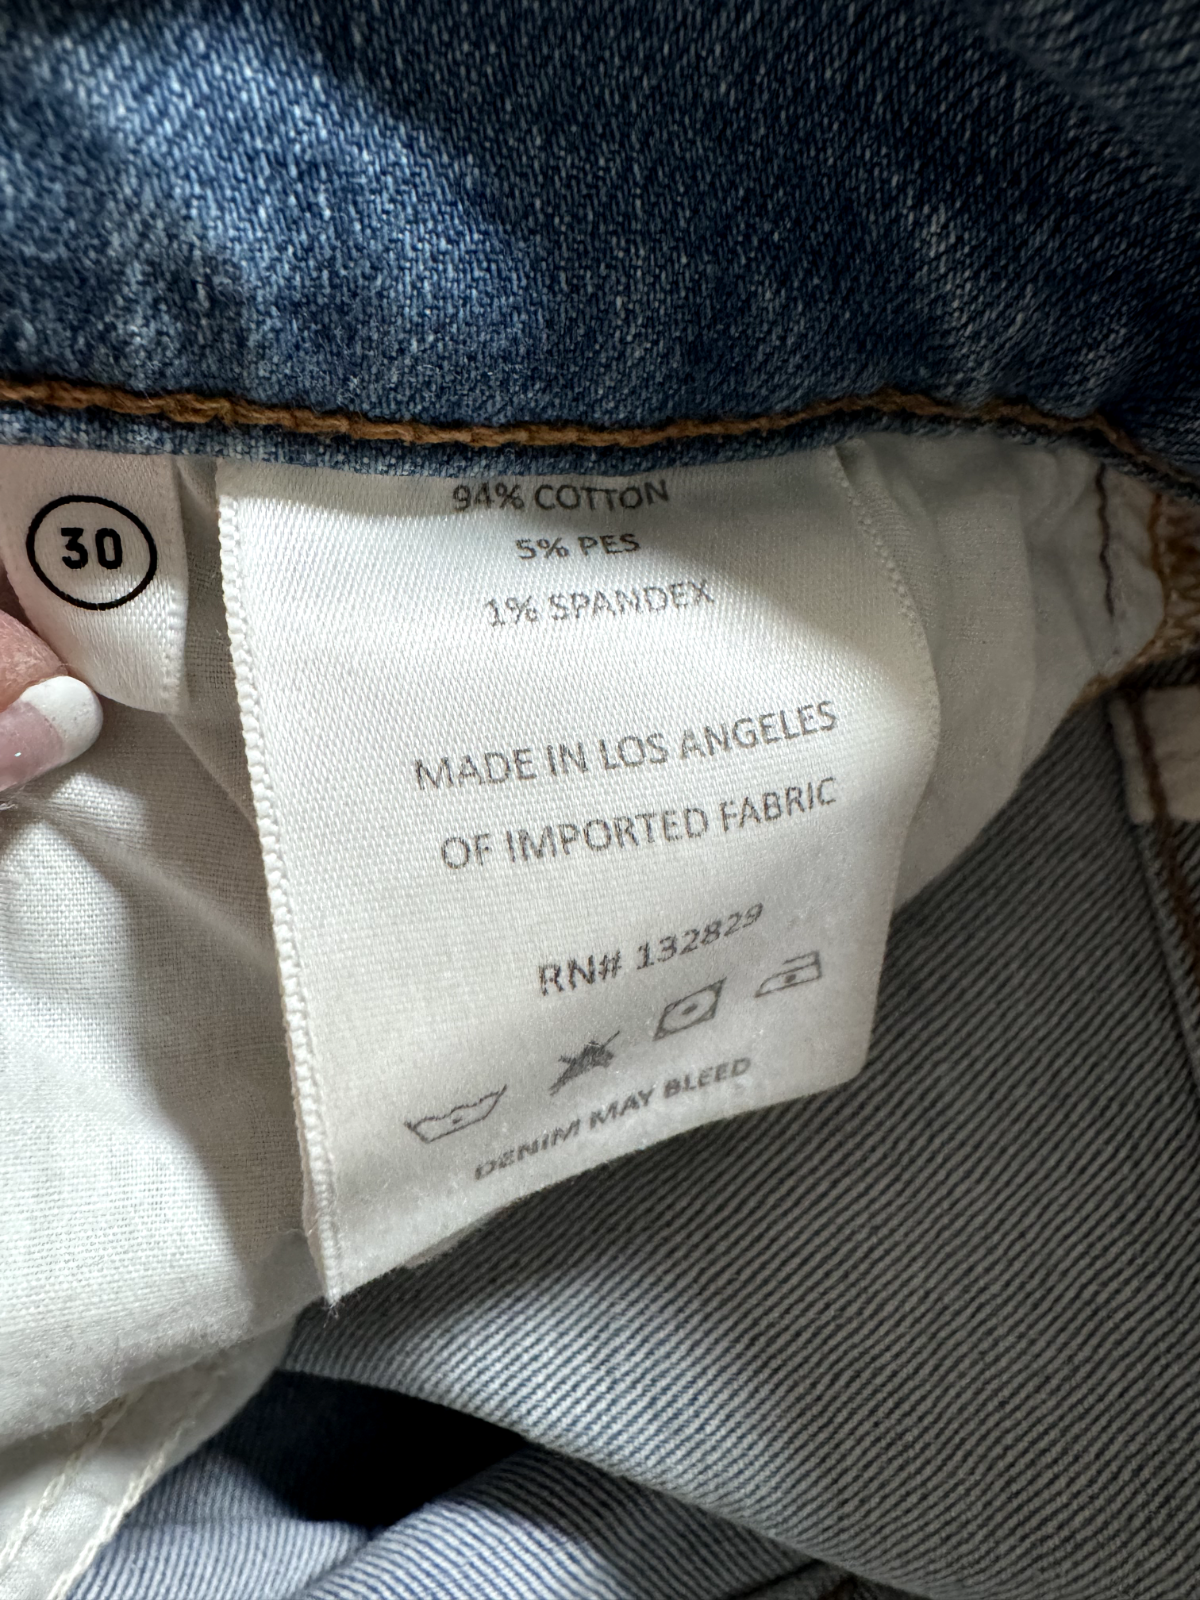 30
94% COTTON
5% PES
1% SPANDEX
MADE IN LOS ANGELES
OF IMPORTED FABRIC
RN# 132829
DENIM MAY BLEED